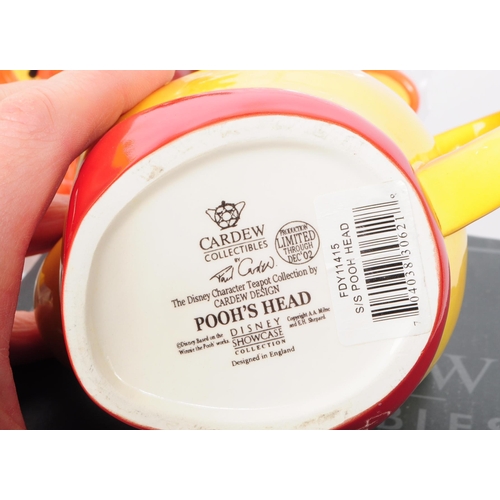 CARDEW
COLLECTIBLES
BY
Paul Cardew
PRODUCTION
LIMITED
THROUGH
DEC '02
The Disney Character Teapot Collection by
CARDEW DESIGN
POOH'S HEAD
©Disney Based on the
Winnie the Pooh' works.
DISNEY
SHOWCASE
COLLECTION
Copyright A.A. Milne
and E.H. Shepard.
Designed in England
FDY11415
S/S POOH HEAD